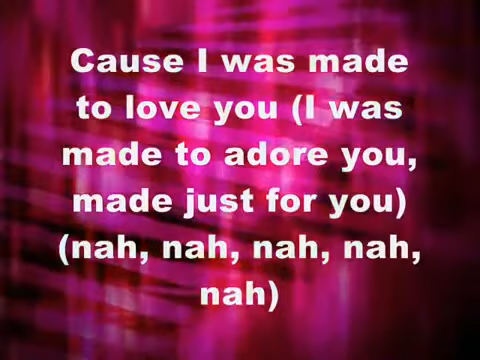 Cause I was made
to love you (I was
made to adore you,
made just for you)
(nah, nah, nah, nah,
nah)